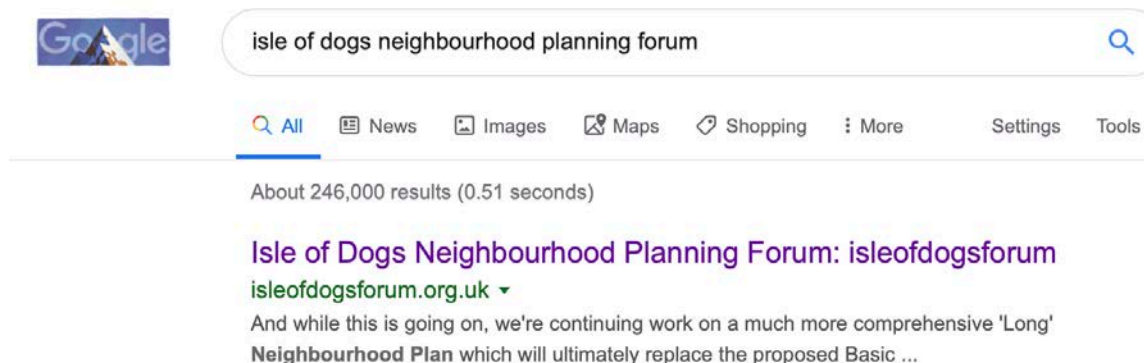 Google
isle of dogs neighbourhood planning forum
All News Images Maps Shopping More Settings Tools
About 246,000 results (0.51 seconds)
Isle of Dogs Neighbourhood Planning Forum: isleofdogsforum
isleofdogsforum.org.uk
And while this is going on, we're continuing work on a much more comprehensive 'Long'
Neighbourhood Plan which will ultimately replace the proposed Basic ...